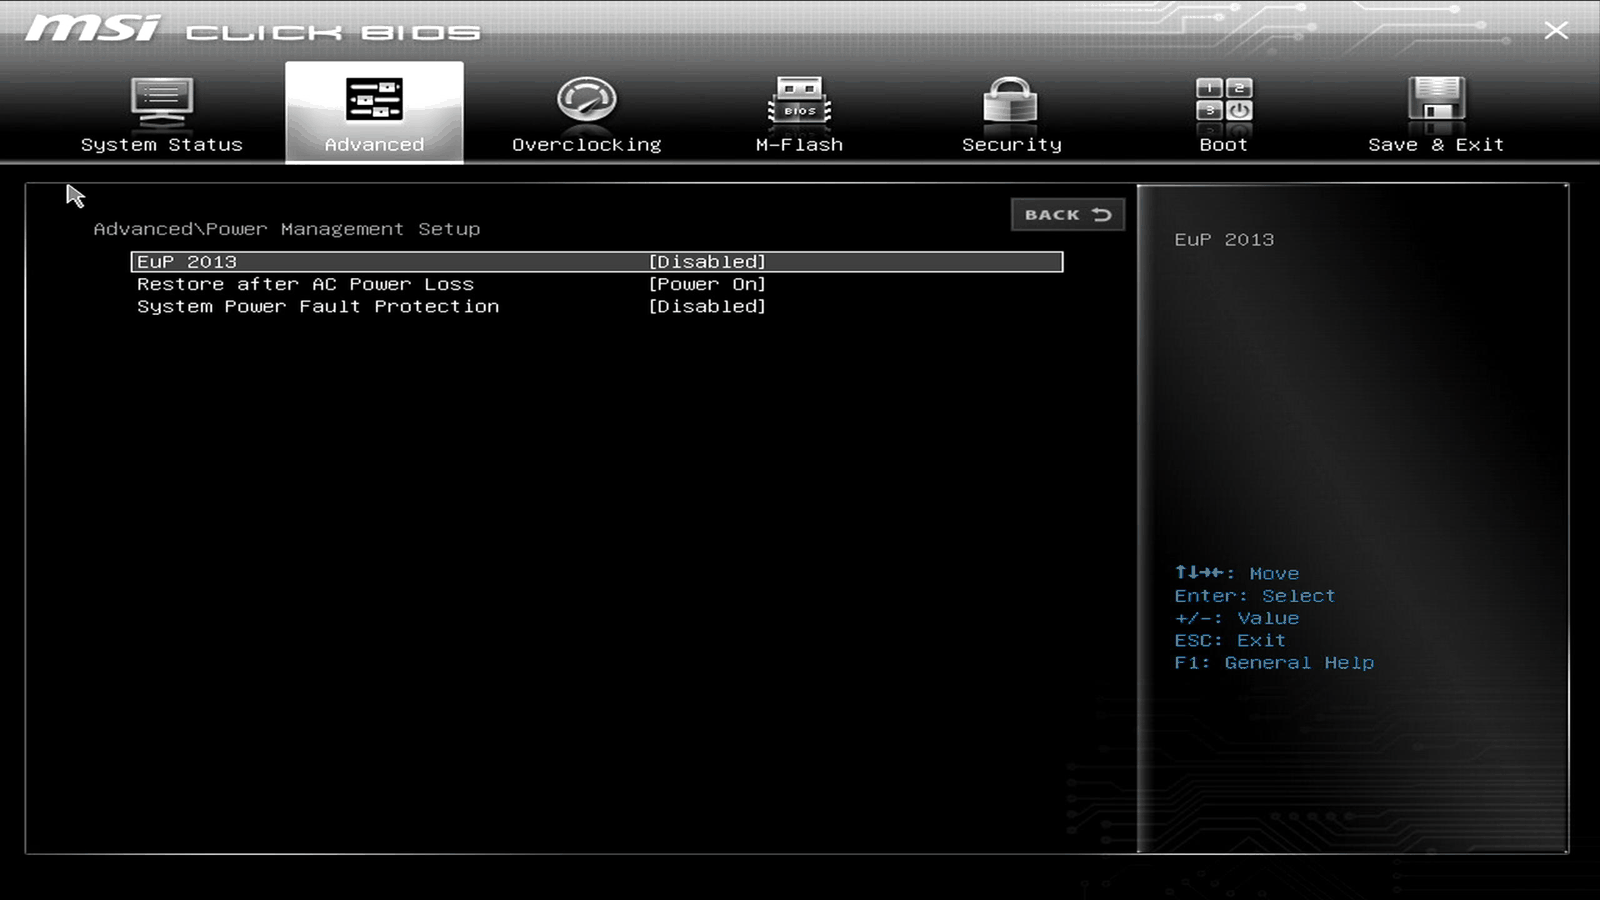 msi CLICK BIOS
System Status
Advanced
Overclocking
BIOS
M-Flash
Security
1 2
3
Boot
Save & Exit
Advanced\Power Management Setup
BACK
EuP 2013 [Disabled]
Restore after AC Power Loss [Power On]
System Power Fault Protection [Disabled]
EuP 2013
↑↓→←: Move
Enter: Select
+/-: Value
ESC: Exit
F1: General Help